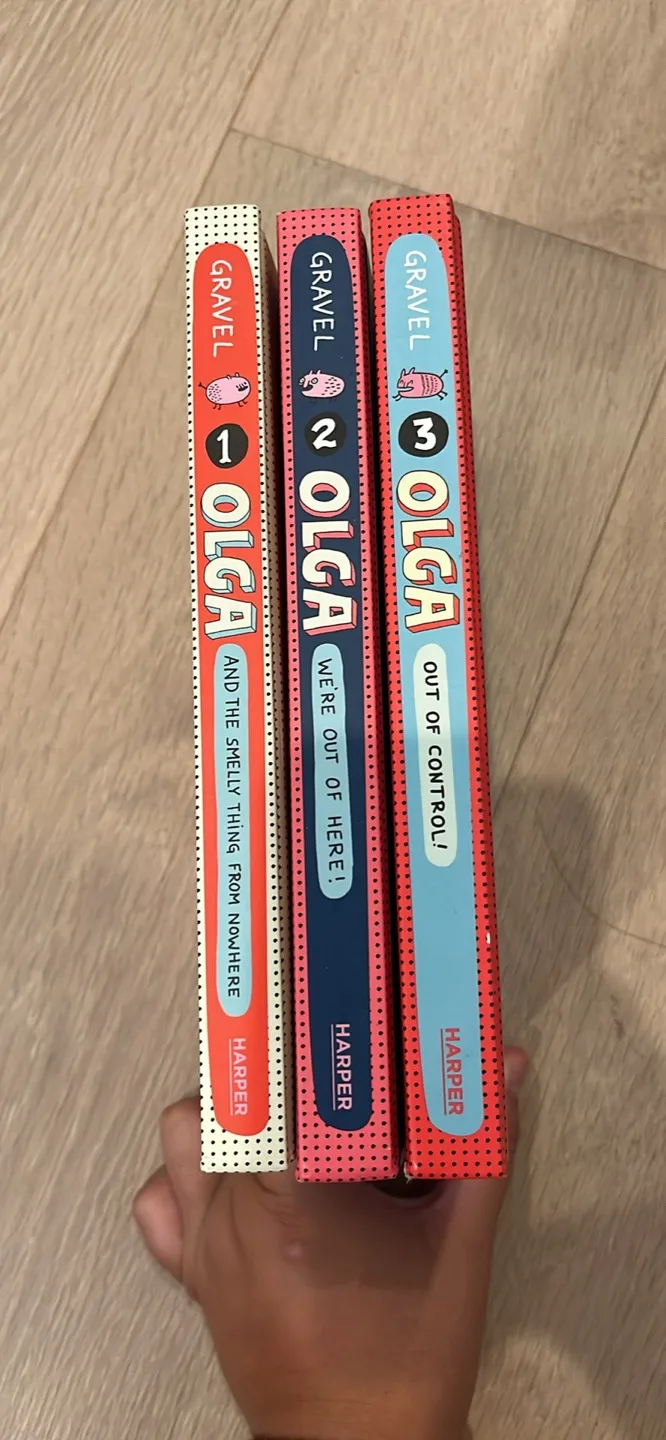 GRAVEL
1
OLGA
AND THE SMELLY THING FROM NOWHERE
HARPER
GRAVEL
2
OLGA
WE'RE OUT OF HERE!
HARPER
GRAVEL
3
OLGA
OUT OF CONTROL!
HARPER